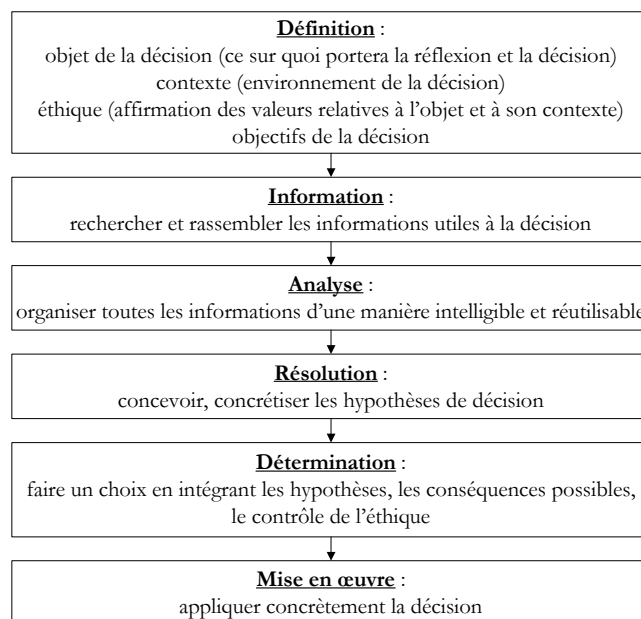 Définition :
objet de la décision (ce sur quoi portera la réflexion et la décision)
contexte (environnement de la décision)
éthique (affirmation des valeurs relatives à l'objet et à son contexte)
objectifs de la décision
Information :
rechercher et rassembler les informations utiles à la décision
Analyse :
organiser toutes les informations d'une manière intelligible et réutilisable
Résolution :
concevoir, concrétiser les hypothèses de décision
Détermination :
faire un choix en intégrant les hypothèses, les conséquences possibles,
le contrôle de l'éthique
Mise en œuvre :
appliquer concrètement la décision